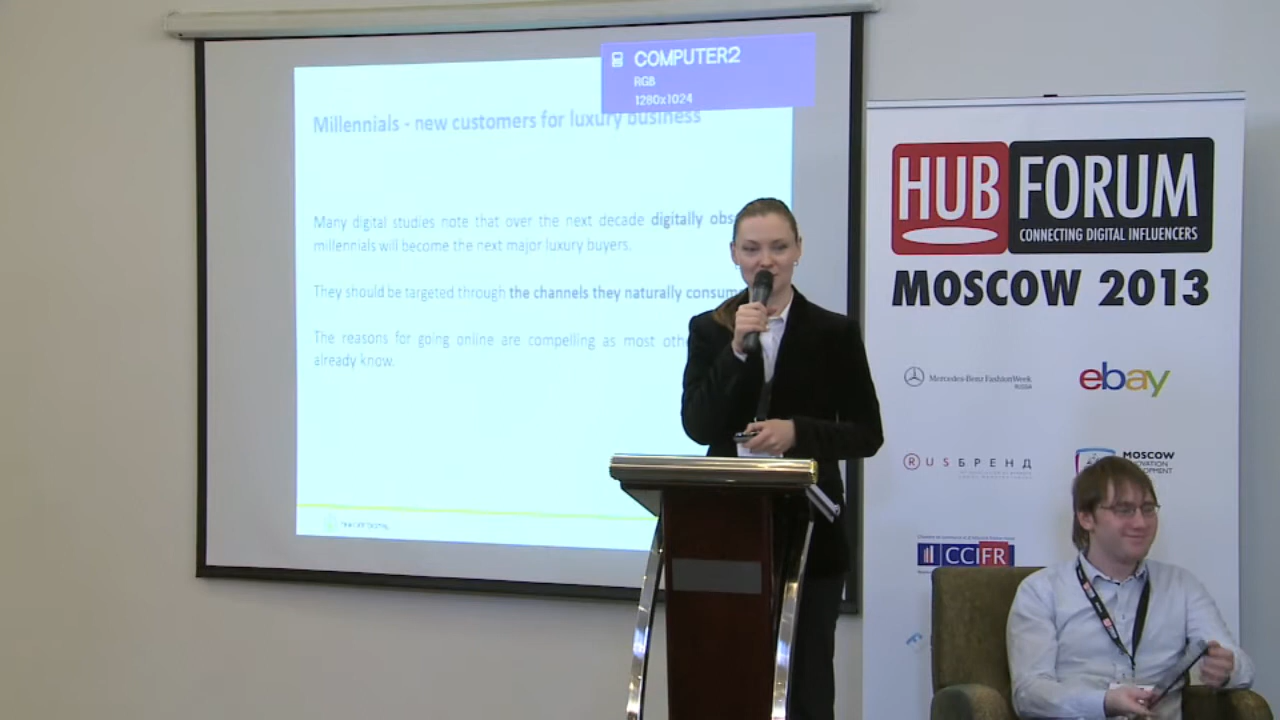 COMPUTER2
RGB
1280x1024
Millennials - new customers for luxury business
Many digital studies note that over the next decade digitally obs
millennials will become the next major luxury buyers.
They should be targeted through the channels they naturally consume
The reasons for going online are compelling as most othe
already know.
HUB FORUM
CONNECTING DIGITAL INFLUENCERS
MOSCOW 2013
Mercedes-Benz FashionWeek
RUSSIA
ebay
RUSБРЕНД
MOSCOW
CCIFR